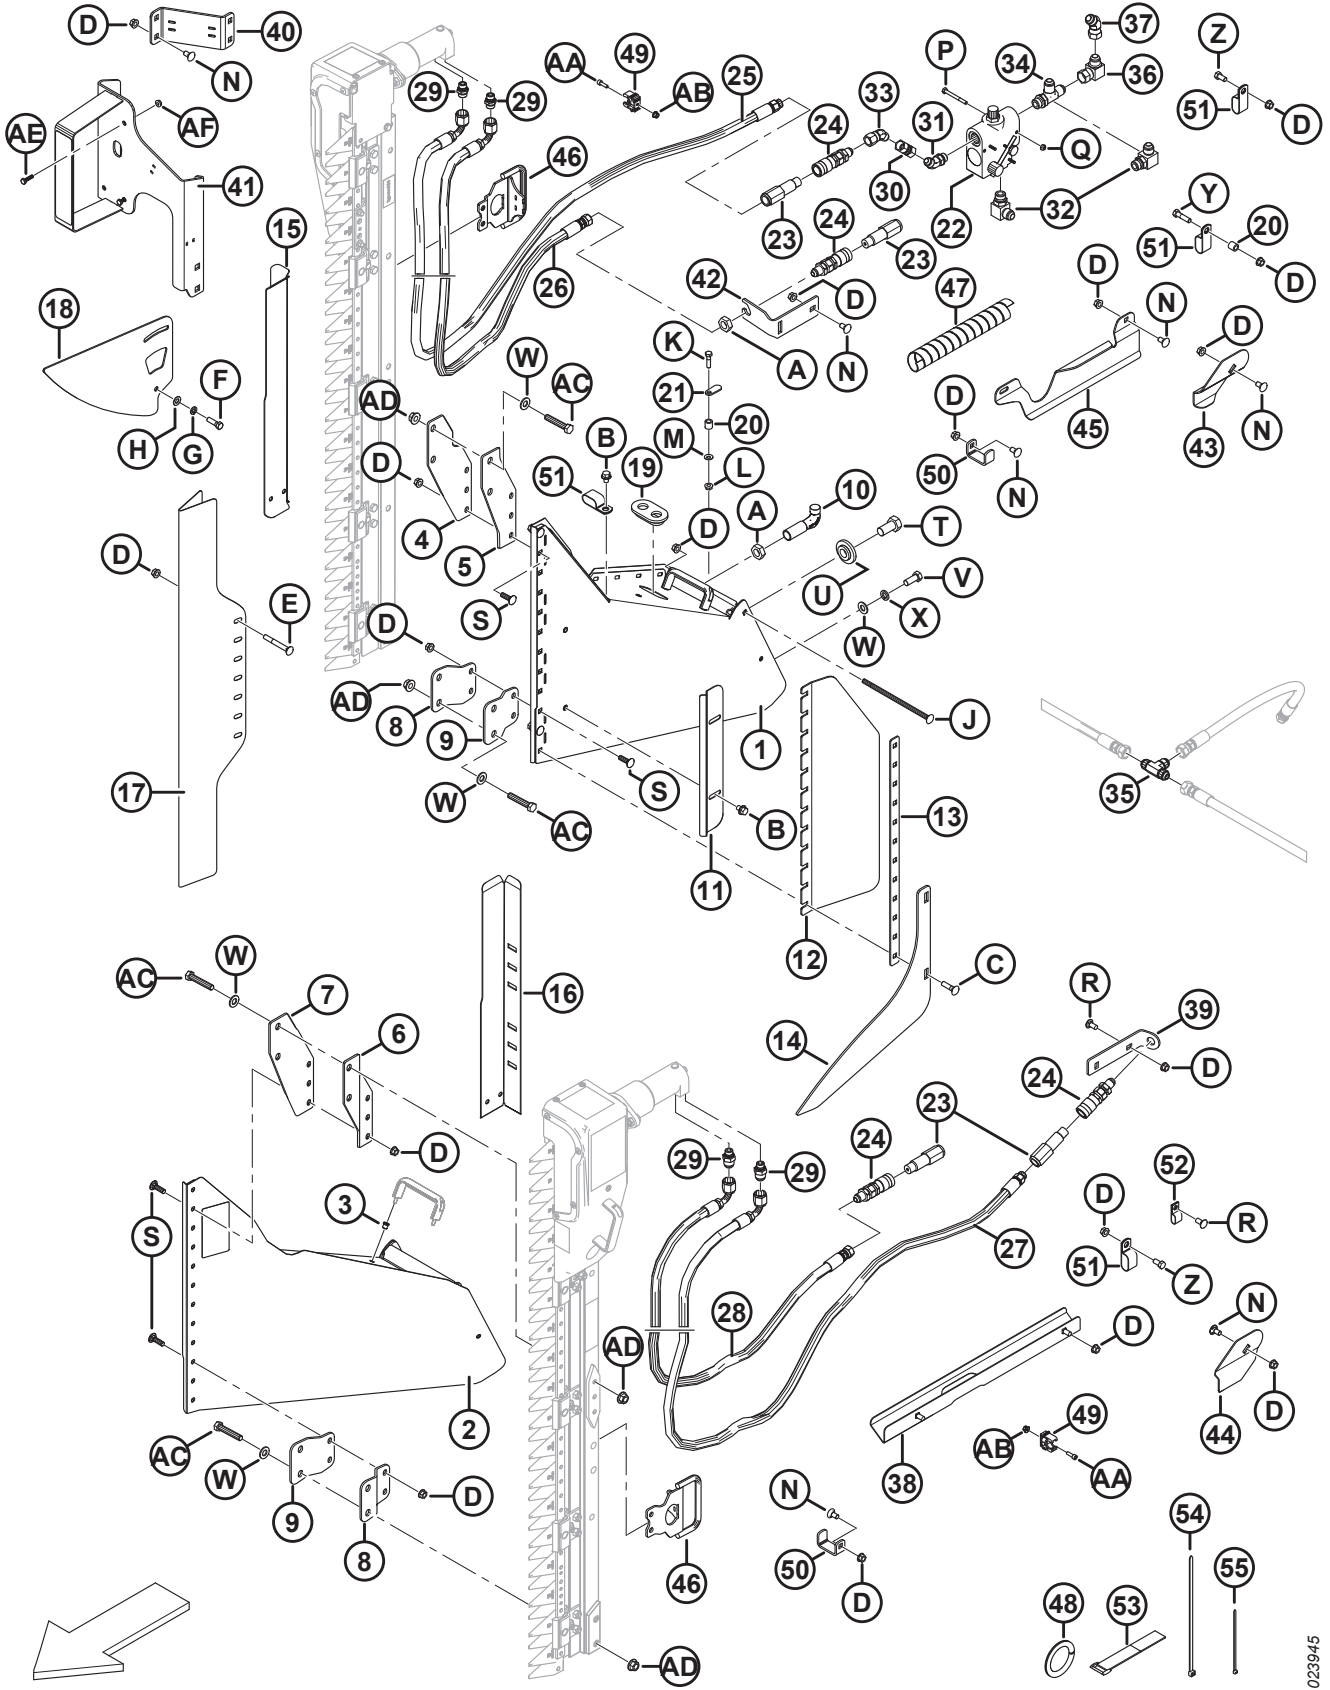 D 40 N
AA 49 AB 25
37
P 34 36 Z 51 D
29 29
33 24 31
AE AF 41
46
30 Q
23 22 32
15
24 23
Y 51 20 D
18
26
42 D
47 D N
D
F
W AC
K A N
H G
AD
21
45 43 N
B M 20
D
51 19 L
50 N
D
4 5
A 10 T
D
E
S
U V
D
W X
AD 8 9
1 J
W S
35
17
AC
B 13
11
12
AC W 7
16
C
6
R 39
14
D
24
23
D
24
29 29
52
3
D R
S
27
51 Z
N
28
D
AD
2
44 D
49
AC W
AB AA
38
9 D
N
54
8
46 50
55
D
48 53
AD
023945